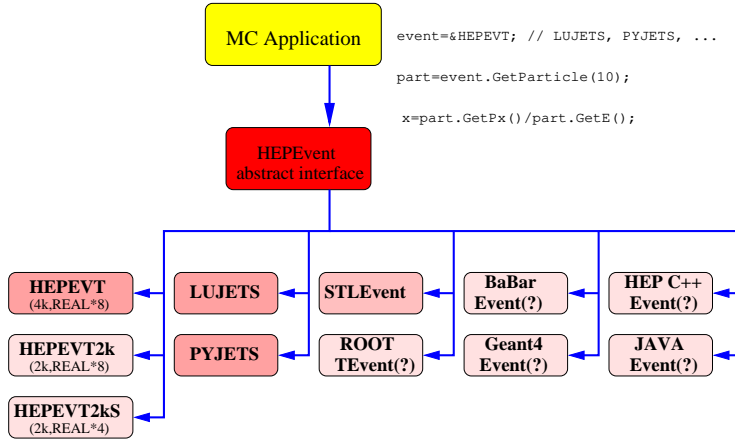 MC Application
event=&HEPEVT; // LUJETS, PYJETS, ...
part=event.GetParticle(10);
x=part.GetPx()/part.GetE();
HEPEvent
abstract interface
HEPEVT
(4k,REAL*8)
LUJETS
STLEvent
BaBar
Event(?)
HEP C++
Event(?)
HEPEVT2k
(2k,REAL*8)
PYJETS
ROOT
TEvent(?)
Geant4
Event(?)
JAVA
Event(?)
HEPEVT2kS
(2k,REAL*4)